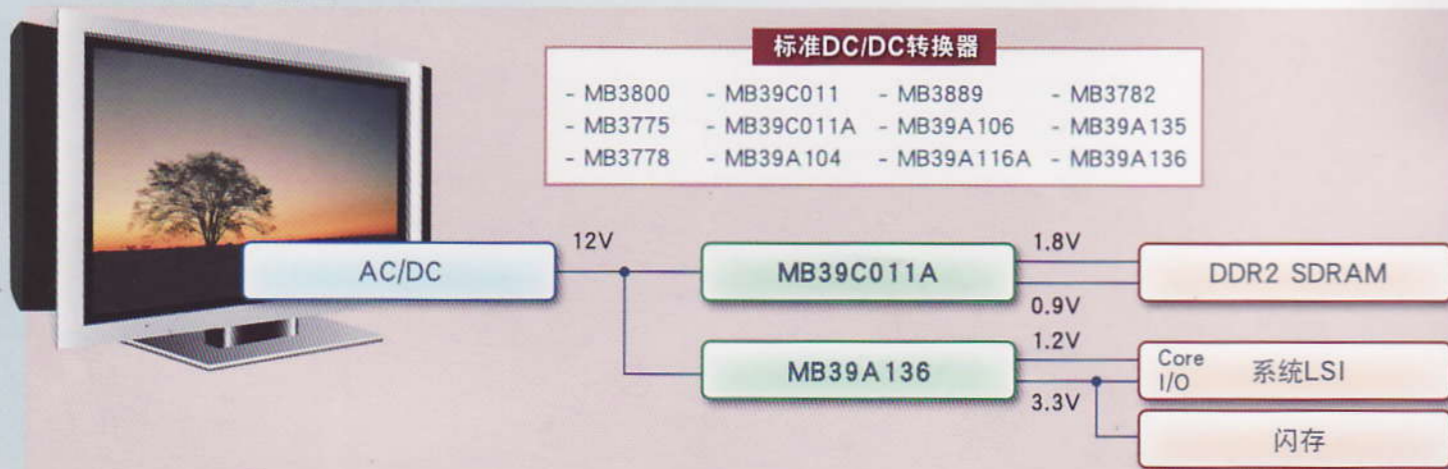 标准DC/DC转换器
- MB3800 - MB39C011 - MB3889 - MB3782
- MB3775 - MB39C011A - MB39A106 - MB39A135
- MB3778 - MB39A104 - MB39A116A - MB39A136
AC/DC
12V
MB39C011A
1.8V
0.9V
DDR2 SDRAM
MB39A136
1.2V
3.3V
Core
I/O
系统LSI
闪存